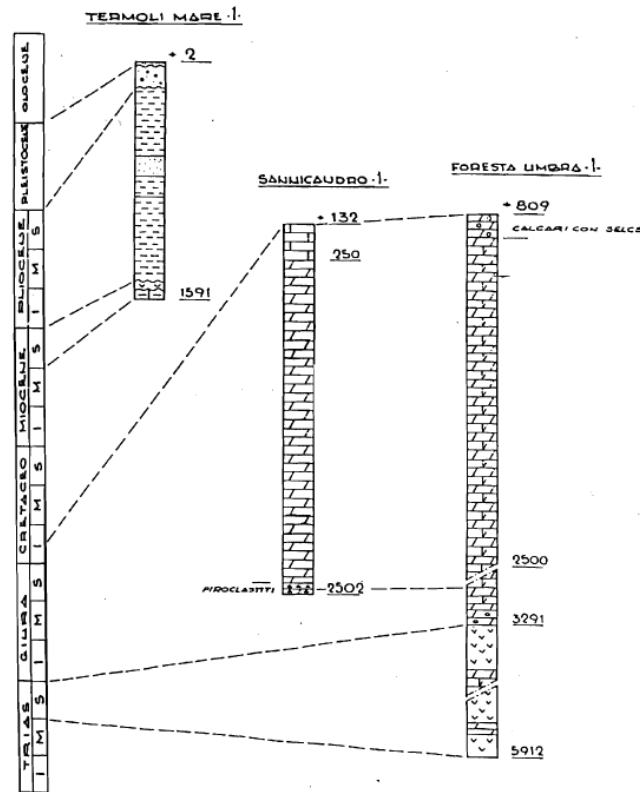 TERMOLI MARE ·1·
+ 2
1591
SANNICANDRO ·1·
+ 132
250
PIROCLASTITI
2502
FORESTA UMBRA ·1·
+ 809
CALCARI CON SELCE
2500
3291
5912
OLOCENE
PLEISTOCENE
PLIOCENE
S
M
I
MIOCENE
S
M
I
CRETACEO
S
M
I
GIURA
S
M
I
TRIAS
S
M
I